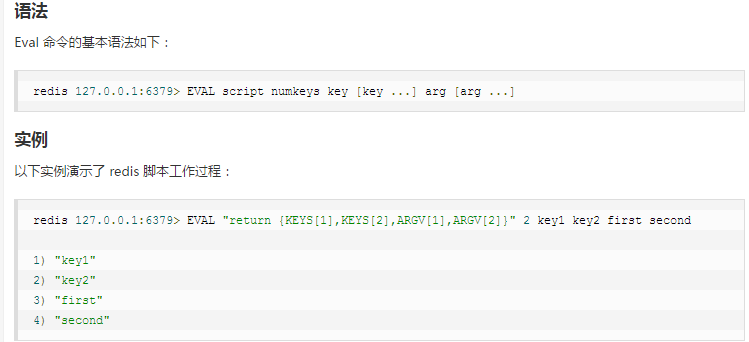 语法
Eval 命令的基本语法如下：
redis 127.0.0.1:6379> EVAL script numkeys key [key ...] arg [arg ...]
实例
以下实例演示了 redis 脚本工作过程：
redis 127.0.0.1:6379> EVAL "return {KEYS[1],KEYS[2],ARGV[1],ARGV[2]}" 2 key1 key2 first second
1) "key1"
2) "key2"
3) "first"
4) "second"